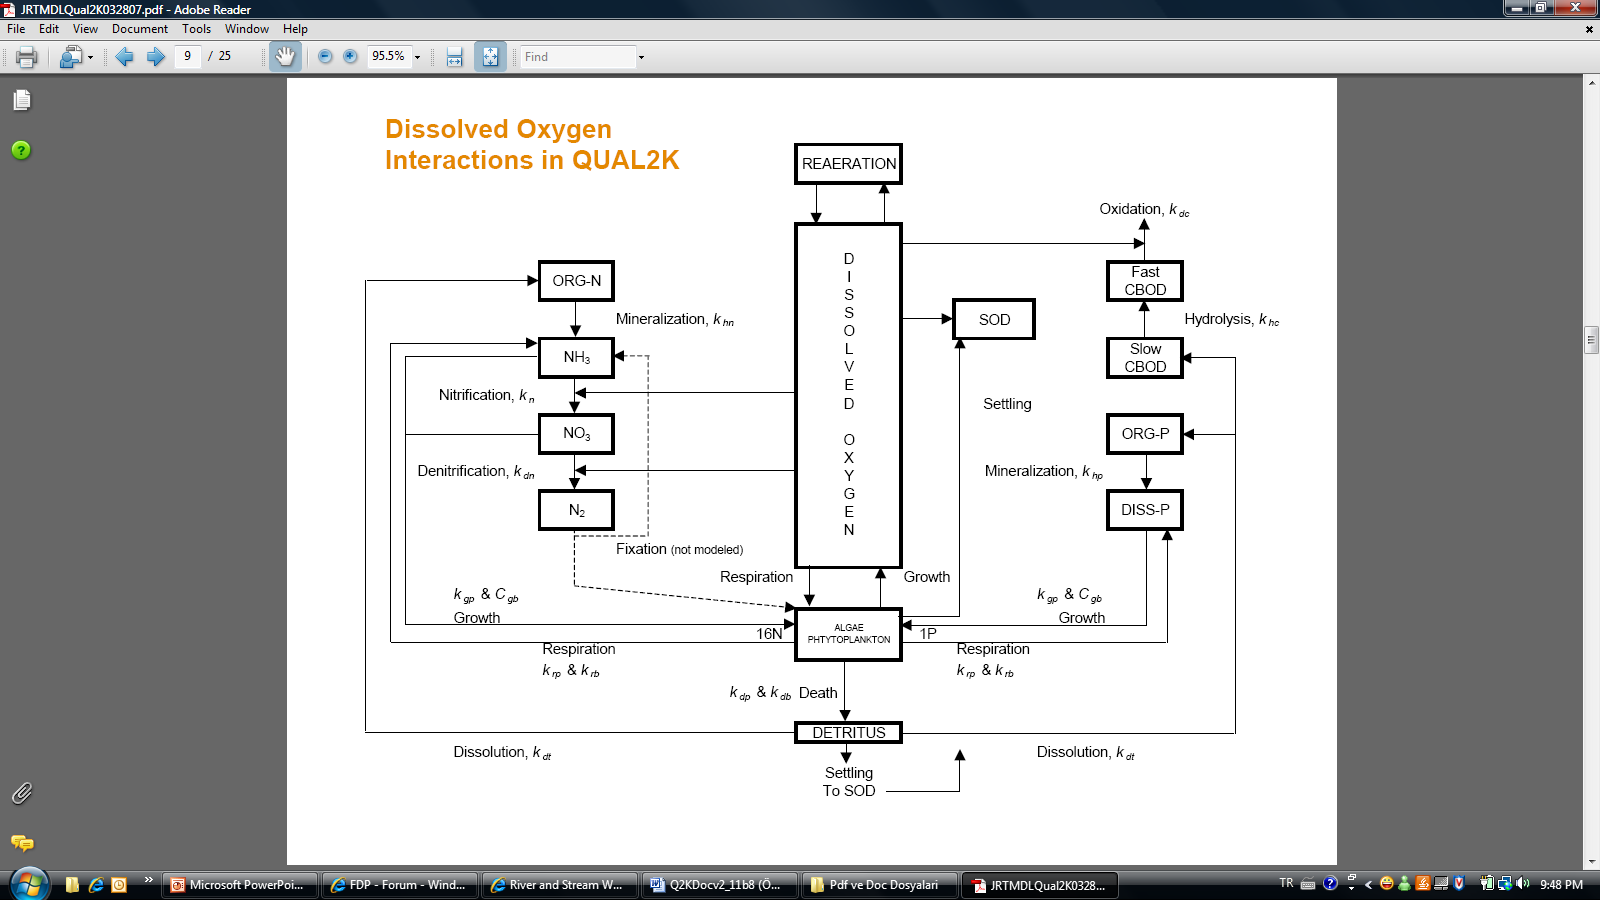 JRTMDLQual2K032807.pdf - Adobe Reader
File Edit View Document Tools Window Help
9 / 25 95.5% Find
Dissolved Oxygen
Interactions in QUAL2K
REAERATION
Oxidation, k dc
DISSOLVED OXYGEN
Fast
CBOD
ORG-N
Mineralization, k hn
SOD
Hydrolysis, k hc
NH3
Slow
CBOD
Nitrification, k n
Settling
NO3
ORG-P
Denitrification, k dn
Mineralization, k hp
N2
DISS-P
Fixation (not modeled)
Respiration
Growth
k gp & C gb
Growth
k gp & C gb
Growth
16N
ALGAE
PHTYTOPLANKTON
1P
Respiration
k rp & k rb
Respiration
k rp & k rb
k dp & k db Death
DETRITUS
Dissolution, k dt
Dissolution, k dt
Settling
To SOD
Microsoft PowerPoi... FDP - Forum - Wind... River and Stream W... Q2KDocv2_11b8 (Ö... Pdf ve Doc Dosyalari JRTMDLQual2K0328... TR 9:48 PM